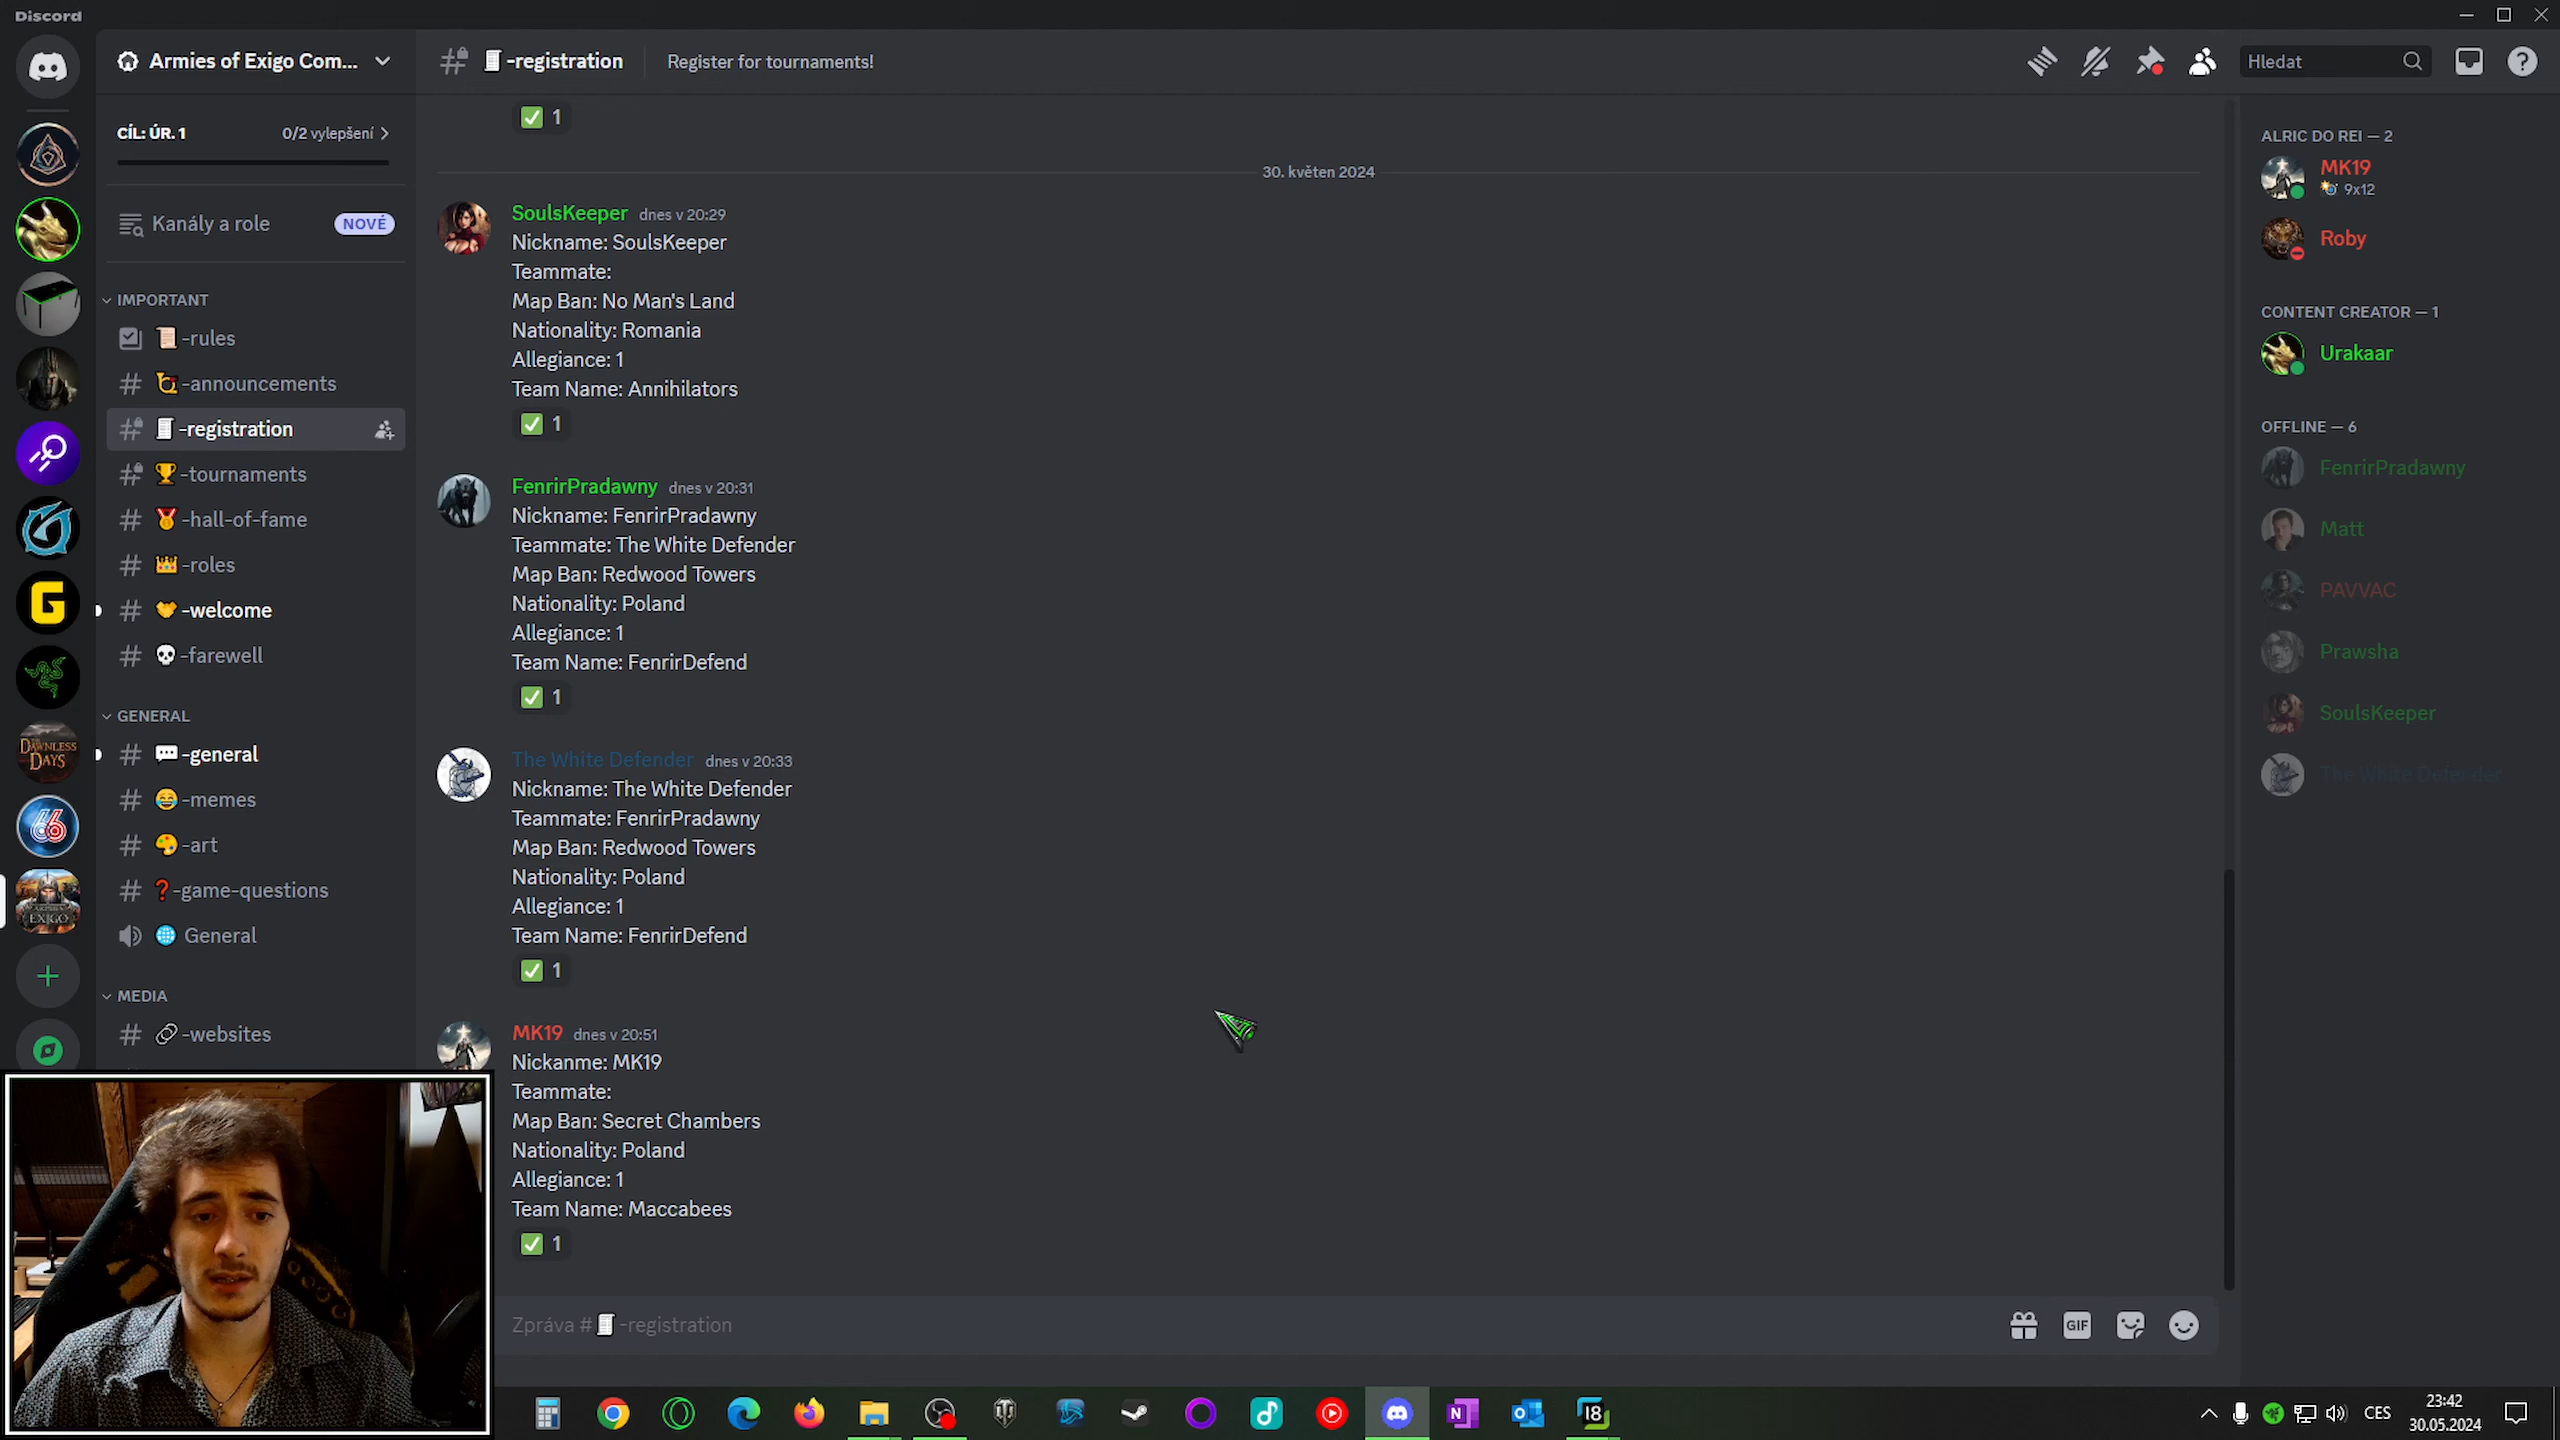 Discord
Armies of Exigo Com...
CÍL: ÚR. 1
0/2 vylepšení
Kanály a role
NOVÉ
IMPORTANT
-rules
-announcements
-registration
-tournaments
-hall-of-fame
-roles
-welcome
-farewell
GENERAL
-general
-memes
-art
-game-questions
General
MEDIA
-websites
DAWNLESS
DAYS
EXIGO
-registration
Register for tournaments!
Hledat
1
30. květen 2024
SoulsKeeper dnes v 20:29
Nickname: SoulsKeeper
Teammate:
Map Ban: No Man's Land
Nationality: Romania
Allegiance: 1
Team Name: Annihilators
1
FenrirPradawny dnes v 20:31
Nickname: FenrirPradawny
Teammate: The White Defender
Map Ban: Redwood Towers
Nationality: Poland
Allegiance: 1
Team Name: FenrirDefend
1
The White Defender dnes v 20:33
Nickname: The White Defender
Teammate: FenrirPradawny
Map Ban: Redwood Towers
Nationality: Poland
Allegiance: 1
Team Name: FenrirDefend
1
MK19 dnes v 20:51
Nickanme: MK19
Teammate:
Map Ban: Secret Chambers
Nationality: Poland
Allegiance: 1
Team Name: Maccabees
1
Zpráva # -registration
GIF
ALRIC DO REI — 2
MK19
9x12
Roby
CONTENT CREATOR — 1
Urakaar
OFFLINE — 6
FenrirPradawny
Matt
PAVVAC
Prawsha
SoulsKeeper
The White Defender
18
CES
23:42
30.05.2024